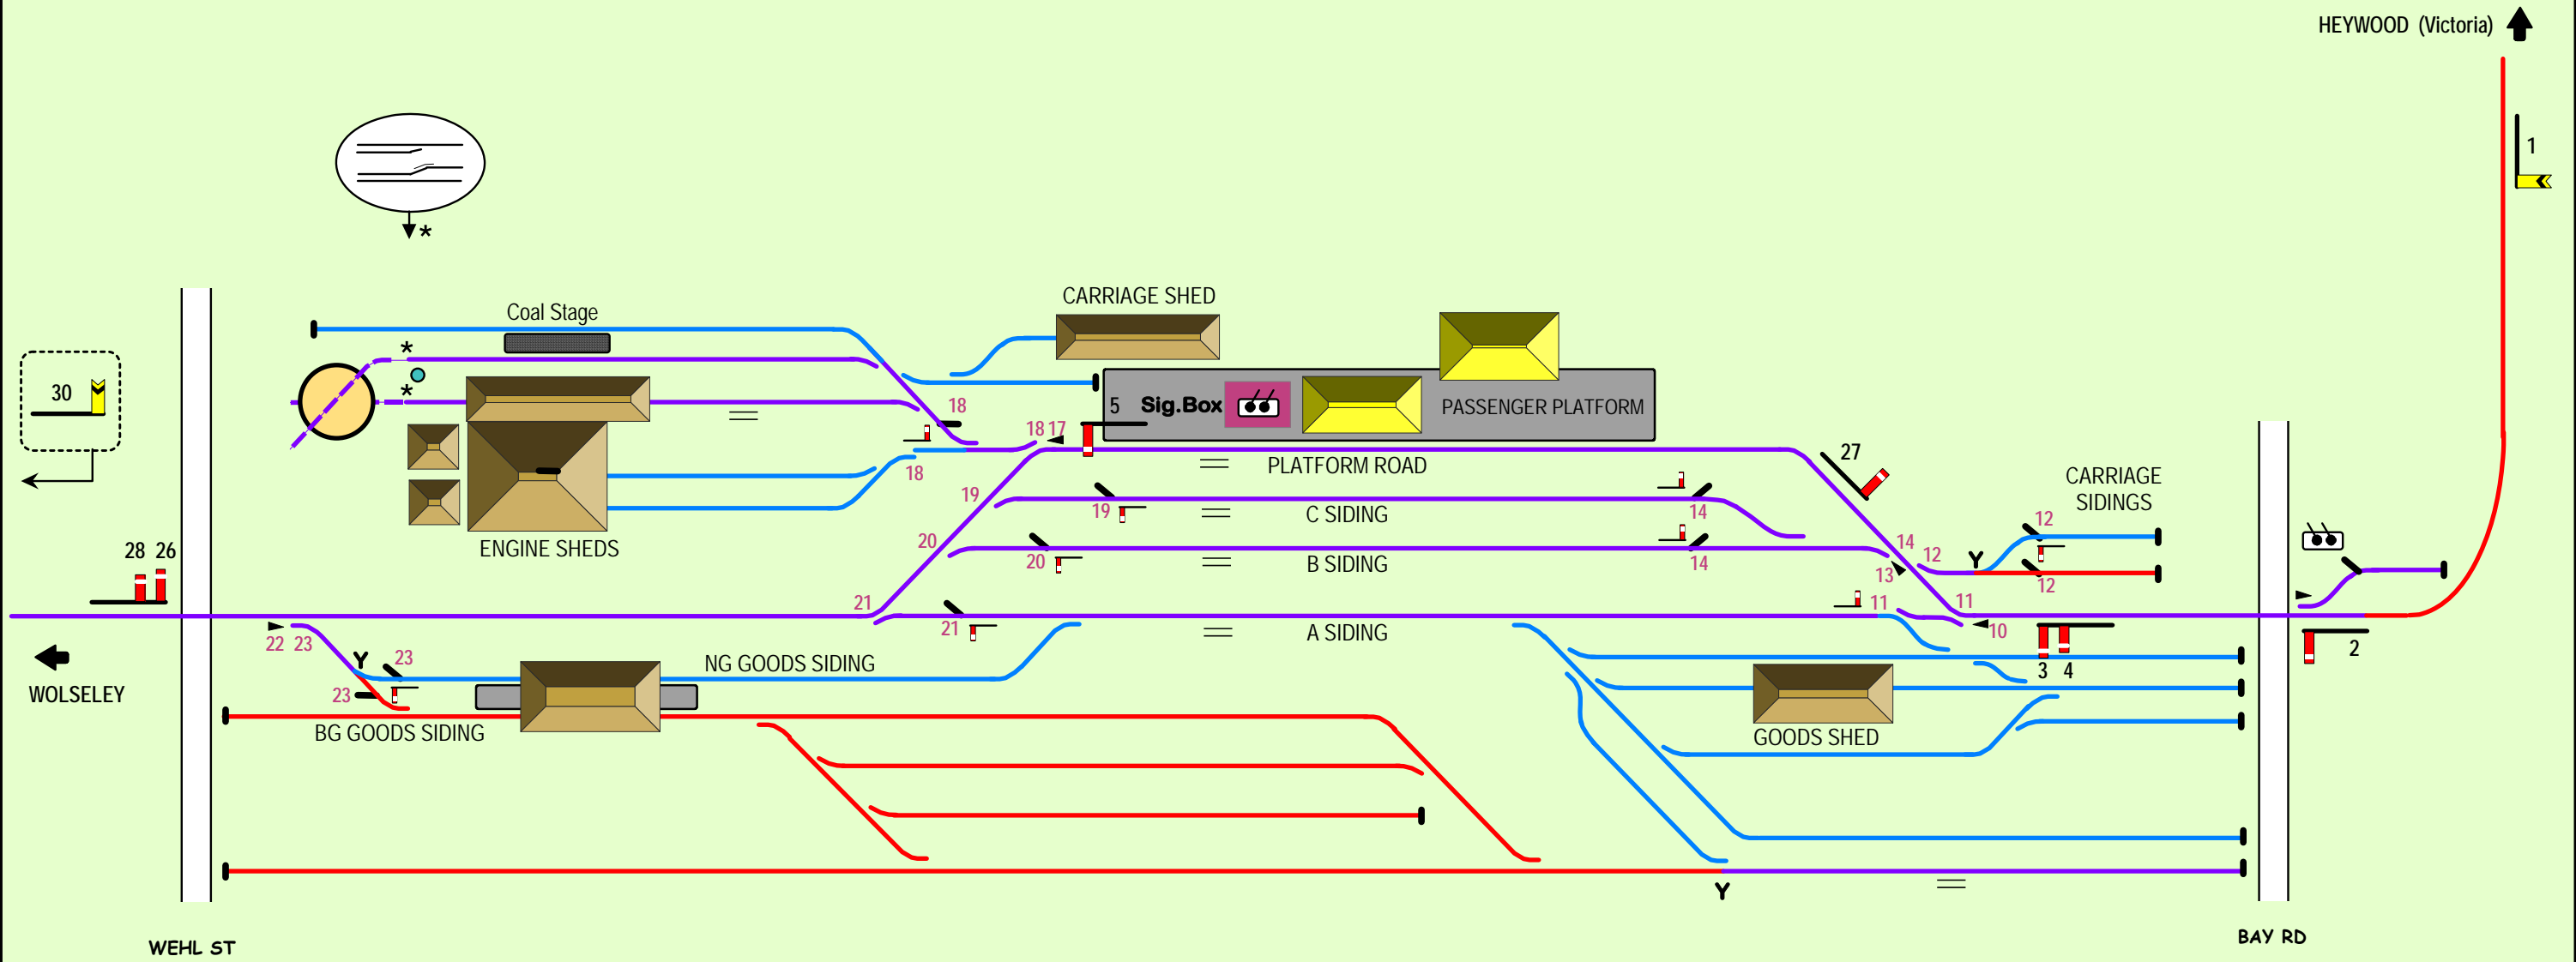 HEYWOOD (Victoria)
1
*
Coal Stage
CARRIAGE SHED
*
*
30
5 Sig.Box
PASSENGER PLATFORM
18
18 17
PLATFORM ROAD
27
CARRIAGE
SIDINGS
18
19
19
C SIDING
14
12
ENGINE SHEDS
28 26
20
20
B SIDING
14
14
12
Y
13
12
21
21
A SIDING
11
11
10
22 23
Y
23
NG GOODS SIDING
3 4
2
WOLSELEY
23
BG GOODS SIDING
GOODS SHED
Y
WEHL ST
BAY RD